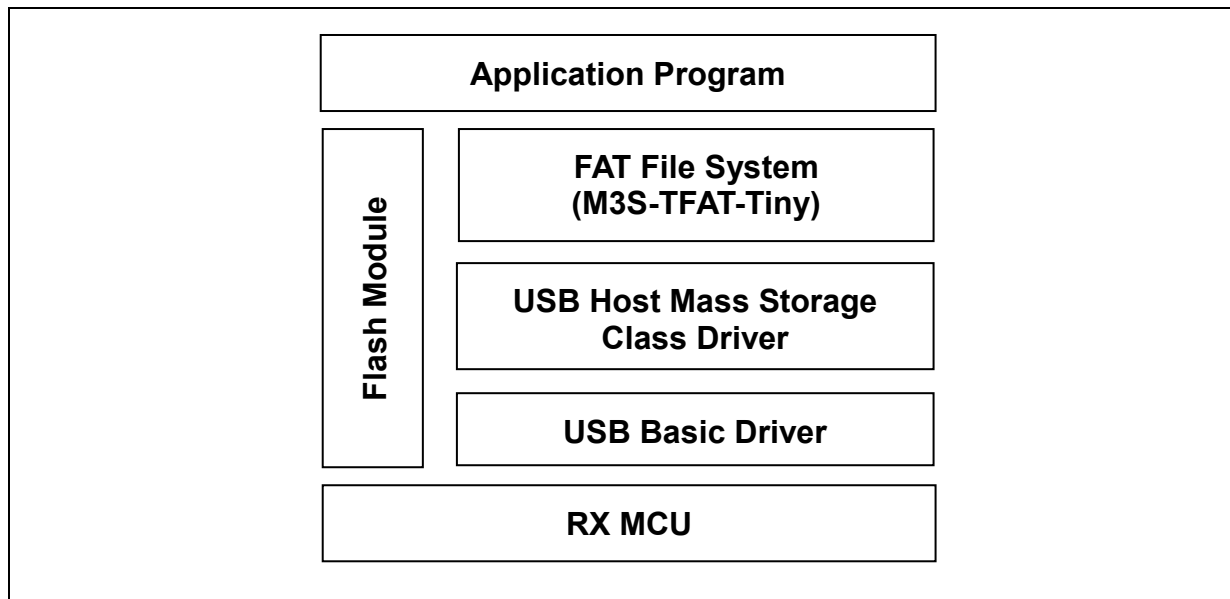 Application Program
Flash Module
FAT File System
(M3S-TFAT-Tiny)
USB Host Mass Storage
Class Driver
USB Basic Driver
RX MCU